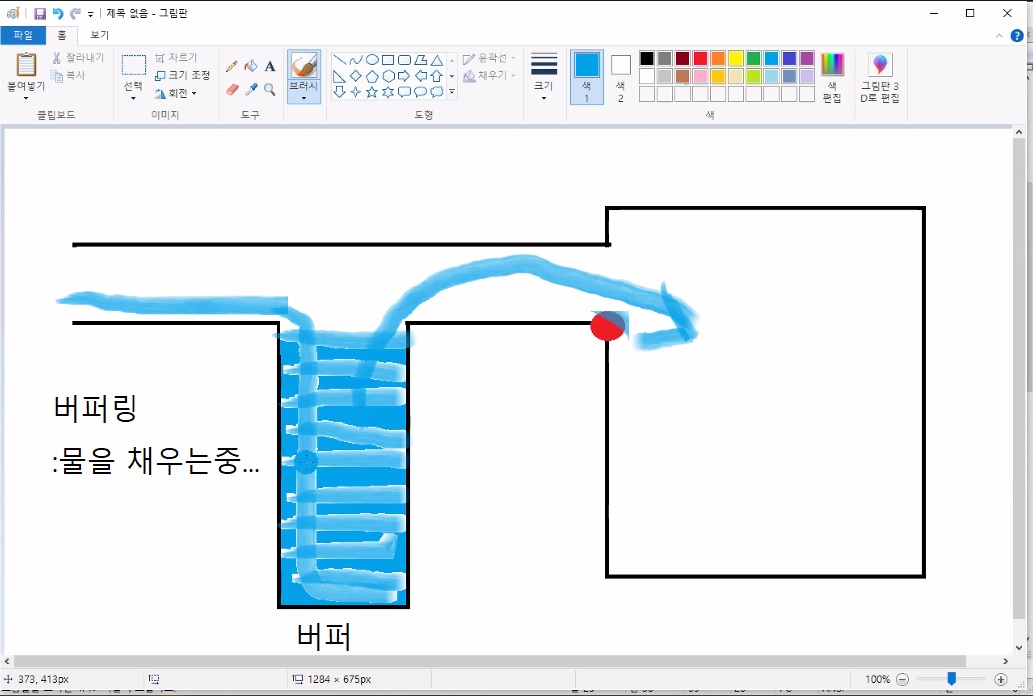 제목 없음 - 그림판
파일 홈 보기
붙여넣기
잘라내기
복사
클립보드
선택
자르기
크기 조정
회전
이미지
A
도구
브러시
윤곽선
채우기
도형
크기
색 1
색 2
색 편집
그림판 3D로 편집
색
버퍼링
:물을 채우는중...
버퍼
373, 413px
1284 × 675px
100%